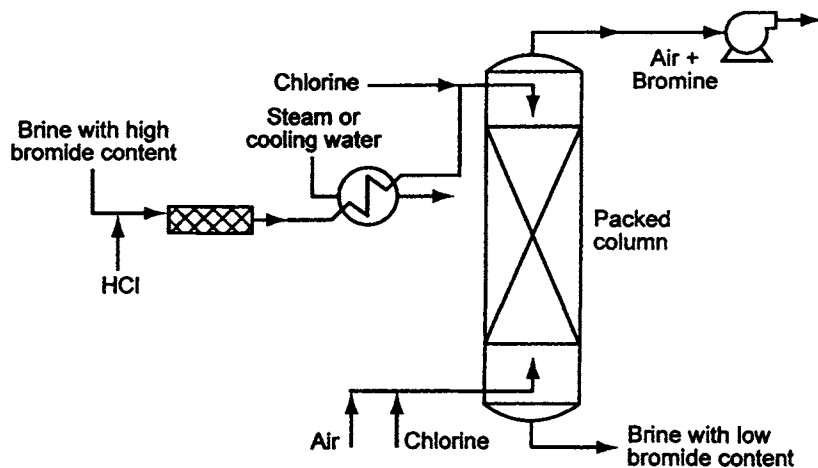 Air +
Bromine
Chlorine
Steam or
cooling water
Brine with high
bromide content
Packed
column
HCl
Air
Chlorine
Brine with low
bromide content